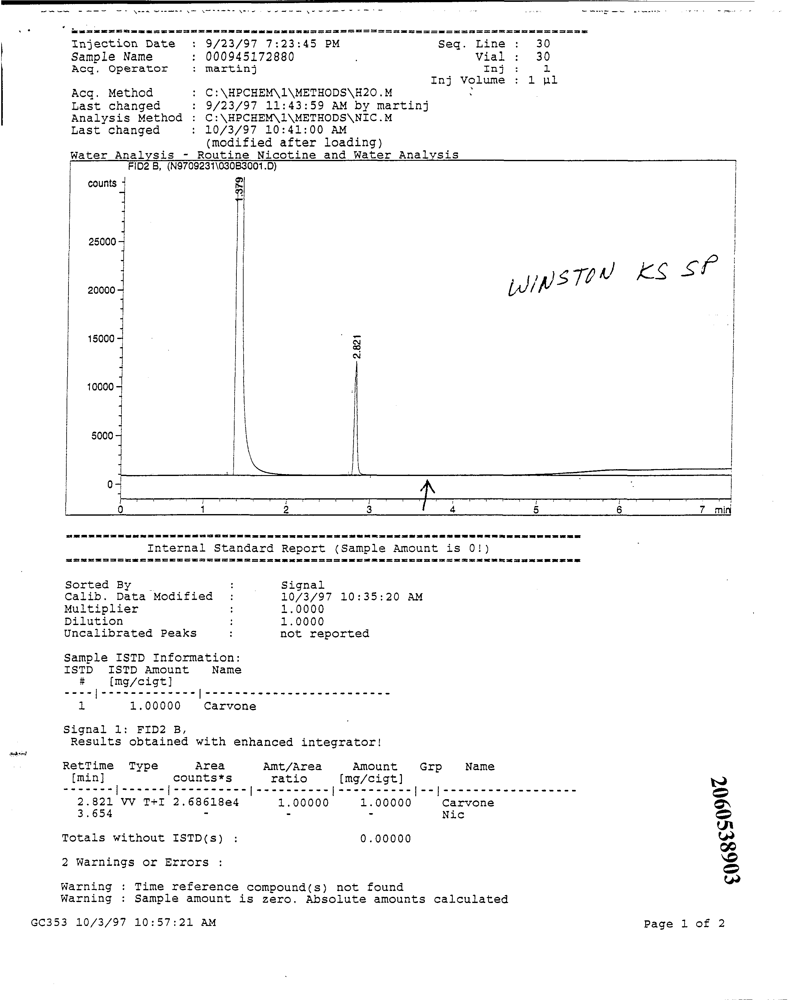 Injection Date : 9/23/97 7:23:45 PM Seq. Line : 30
Sample Name : 000945172880 Vial : 30
Acq. Operator : martinj Inj : 1
Inj Volume : 1 µl
Acq. Method : C:\HPCHEM\1\METHODS\H2O.M
Last changed : 9/23/97 11:43:59 AM by martinj
Analysis Method : C:\HPCHEM\1\METHODS\NIC.M
Last changed : 10/3/97 10:41:00 AM
(modified after loading)
Water Analysis - Routine Nicotine and Water Analysis
FID2 B, (N9709231\030B3001.D)
counts
1.379
25000
WINSTON KS SP
20000
15000
2.821
10000
5000
0
0 1 2 3 4 5 6 7 min
Internal Standard Report (Sample Amount is 0!)
Sorted By : Signal
Calib. Data Modified : 10/3/97 10:35:20 AM
Multiplier : 1.0000
Dilution : 1.0000
Uncalibrated Peaks : not reported
Sample ISTD Information:
ISTD ISTD Amount Name
# [mg/cigt]
----|-------------|--------------------------
1 1.00000 Carvone
Signal 1: FID2 B,
Results obtained with enhanced integrator!
RetTime Type Area Amt/Area Amount Grp Name
[min] counts*s ratio [mg/cigt]
-------|------|----------|----------|----------|--|------------------
2.821 VV T+I 2.68618e4 1.00000 1.00000 Carvone
3.654 - - - Nic
Totals without ISTD(s) : 0.00000
2 Warnings or Errors :
Warning : Time reference compound(s) not found
Warning : Sample amount is zero. Absolute amounts calculated
GC353 10/3/97 10:57:21 AM Page 1 of 2
2060538903